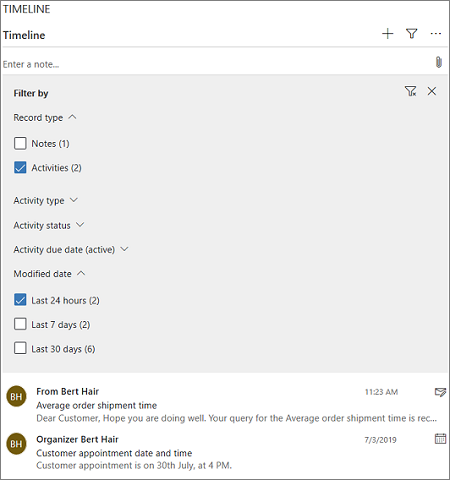 TIMELINE
Timeline
Enter a note...
Filter by
Record type
Notes (1)
Activities (2)
Activity type
Activity status
Activity due date (active)
Modified date
Last 24 hours (2)
Last 7 days (2)
Last 30 days (6)
BH From Bert Hair 11:23 AM
Average order shipment time
Dear Customer, Hope you are doing well. Your query for the Average order shipment time is rec...
BH Organizer Bert Hair 7/3/2019
Customer appointment date and time
Customer appointment is on 30th July, at 4 PM.